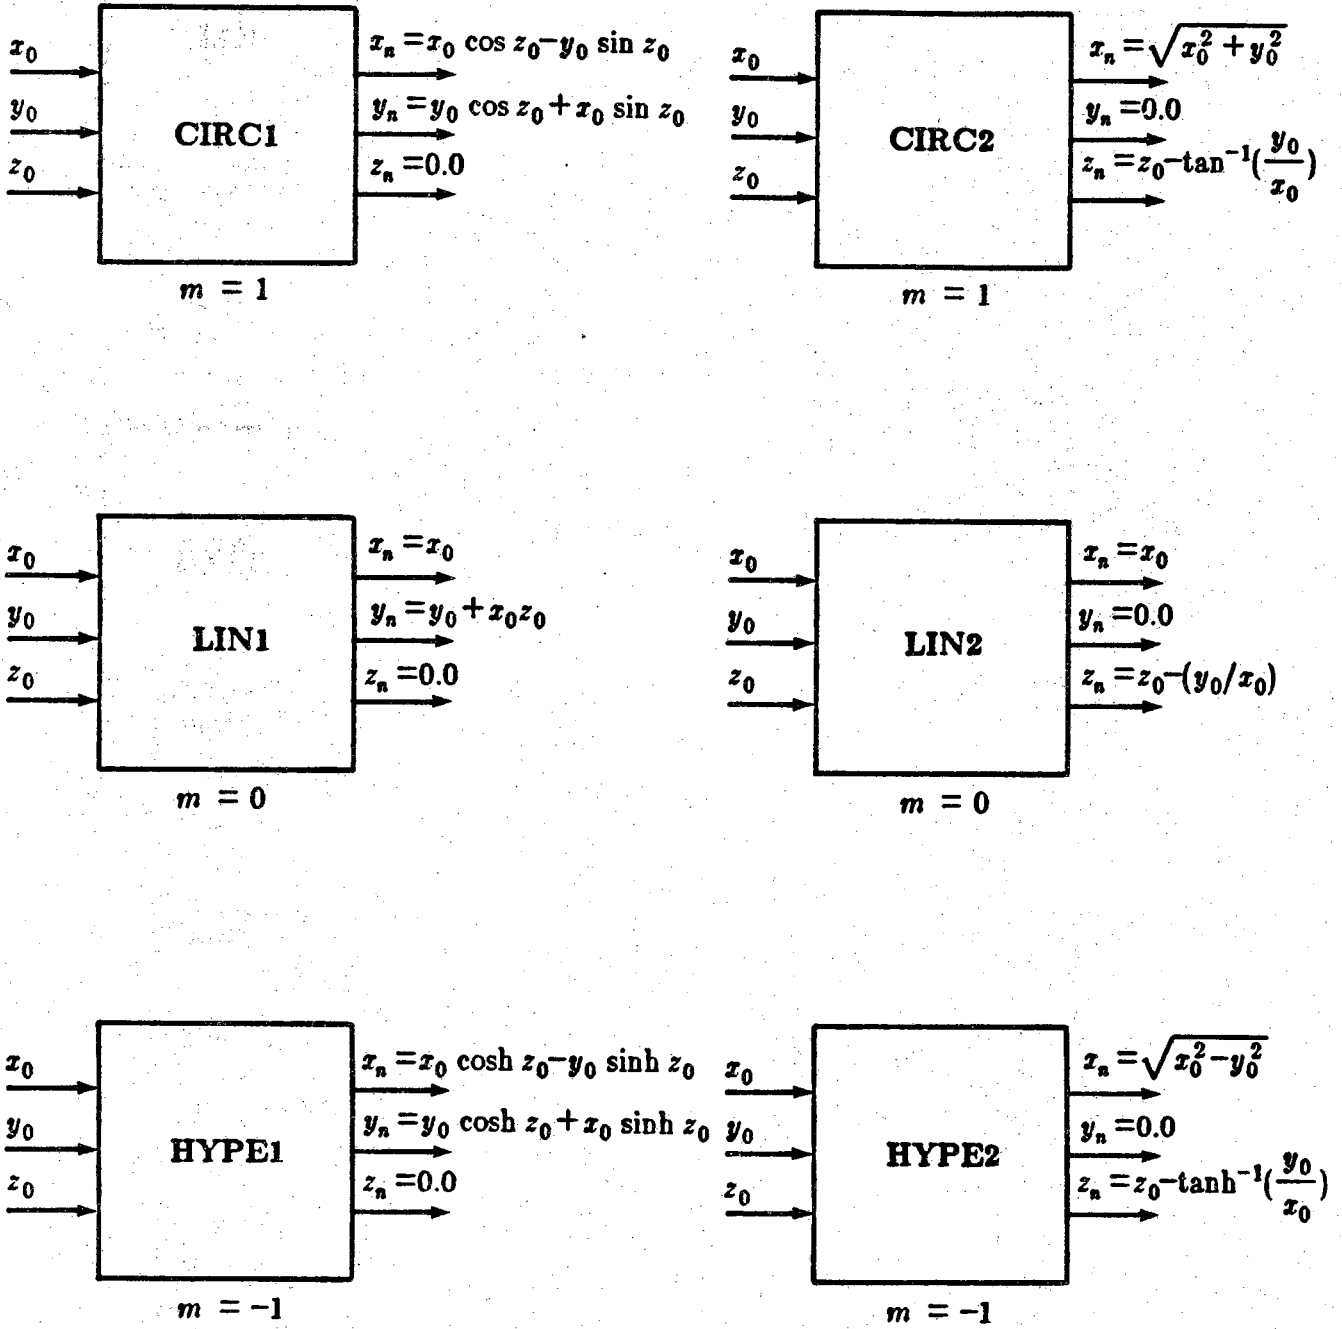 x₀
y₀
z₀
CIRC1
xₙ = x₀ cos z₀ – y₀ sin z₀
yₙ = y₀ cos z₀ + x₀ sin z₀
zₙ = 0.0
m = 1
x₀
y₀
z₀
CIRC2
xₙ = √(x₀² + y₀²)
yₙ = 0.0
zₙ = z₀ – tan⁻¹(y₀/x₀)
m = 1
x₀
y₀
z₀
LIN1
xₙ = x₀
yₙ = y₀ + x₀z₀
zₙ = 0.0
m = 0
x₀
y₀
z₀
LIN2
xₙ = x₀
yₙ = 0.0
zₙ = z₀ – (y₀/x₀)
m = 0
x₀
y₀
z₀
HYPE1
xₙ = x₀ cosh z₀ – y₀ sinh z₀
yₙ = y₀ cosh z₀ + x₀ sinh z₀
zₙ = 0.0
m = –1
x₀
y₀
z₀
HYPE2
xₙ = √(x₀² – y₀²)
yₙ = 0.0
zₙ = z₀ – tanh⁻¹(y₀/x₀)
m = –1